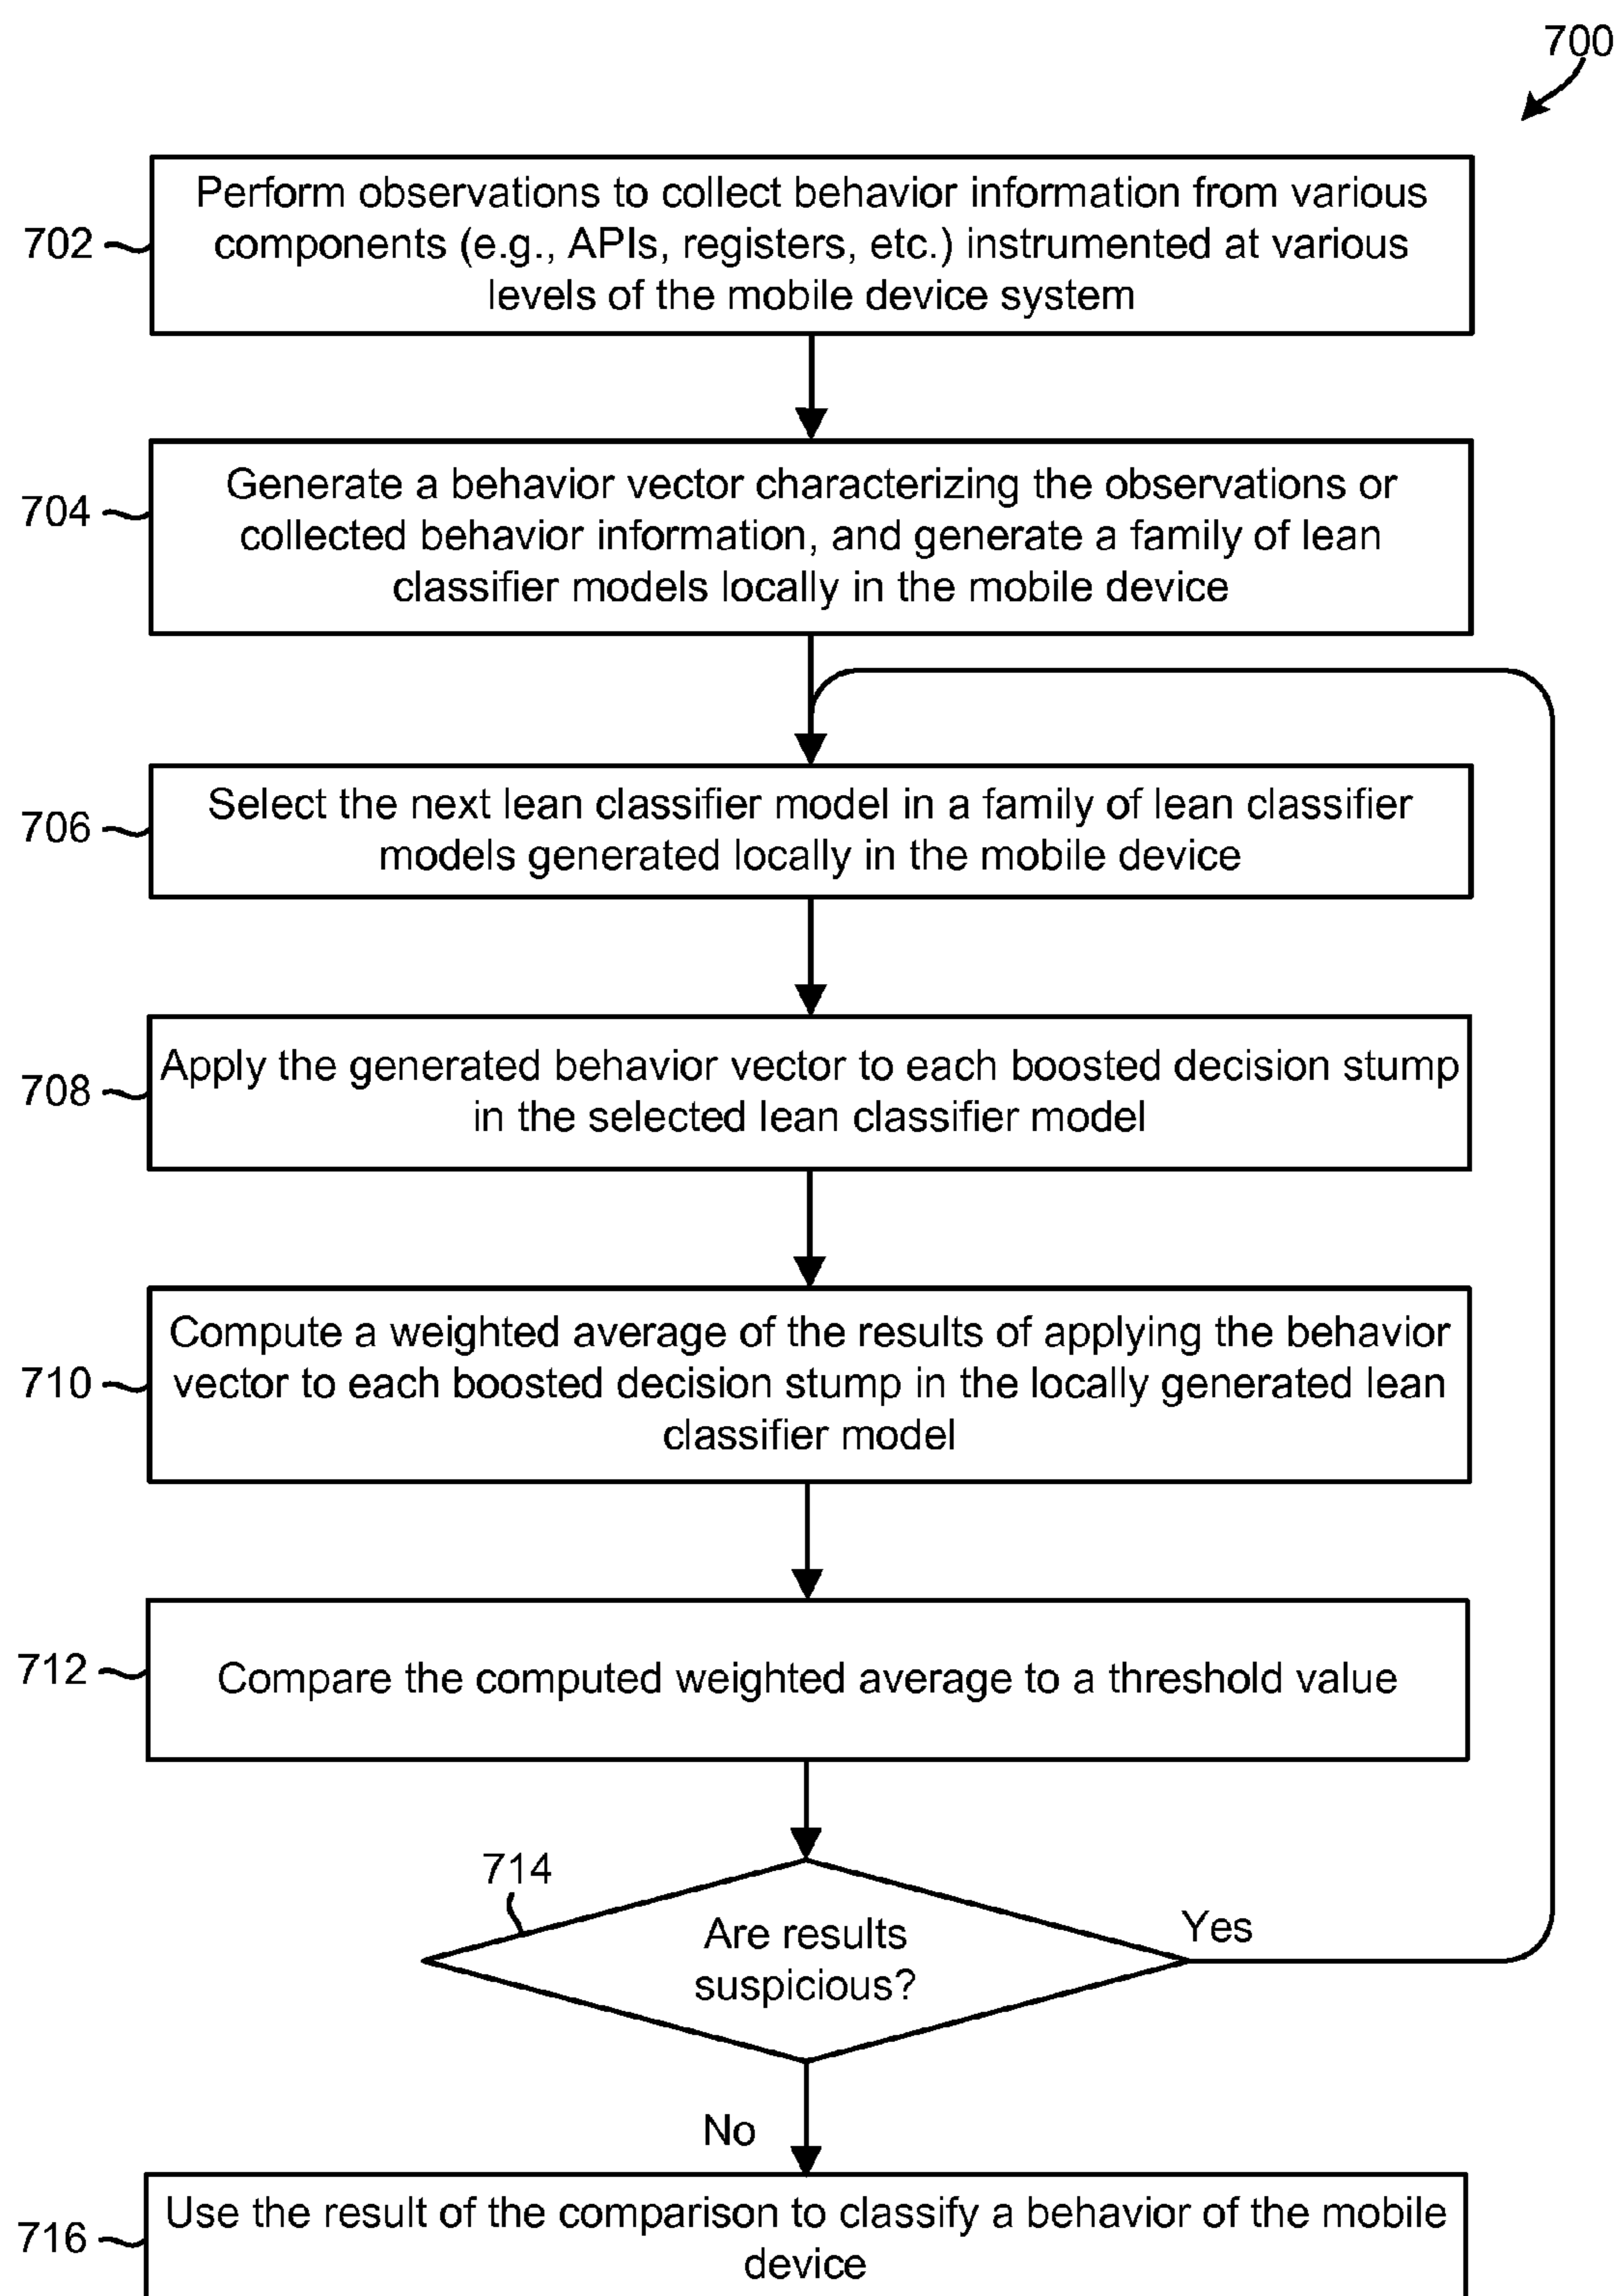 700
702
Perform observations to collect behavior information from various
components (e.g., APIs, registers, etc.) instrumented at various
levels of the mobile device system
704
Generate a behavior vector characterizing the observations or
collected behavior information, and generate a family of lean
classifier models locally in the mobile device
706
Select the next lean classifier model in a family of lean classifier
models generated locally in the mobile device
708
Apply the generated behavior vector to each boosted decision stump
in the selected lean classifier model
710
Compute a weighted average of the results of applying the behavior
vector to each boosted decision stump in the locally generated lean
classifier model
712
Compare the computed weighted average to a threshold value
714
Are results
suspicious?
Yes
No
716
Use the result of the comparison to classify a behavior of the mobile
device